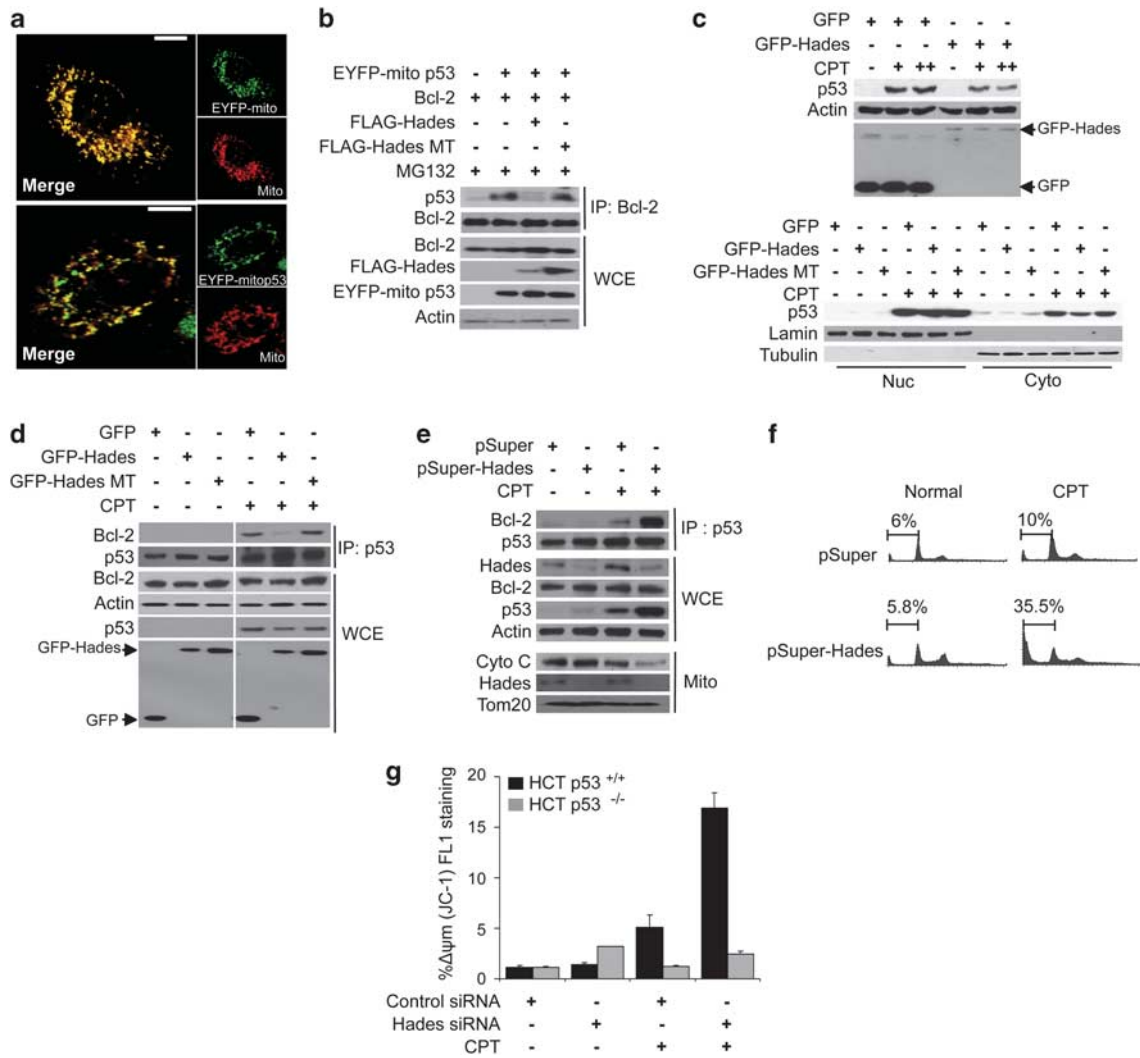 a
EYFP-mito
Mito
Merge
EYFP-mitop53
Mito
Merge
b
EYFP-mito p53 - + + +
Bcl-2 + + + +
FLAG-Hades - - + -
FLAG-Hades MT - - - +
MG132 + + + +
p53
Bcl-2
IP: Bcl-2
Bcl-2
FLAG-Hades
EYFP-mito p53
Actin
WCE
c
GFP + + + - - -
GFP-Hades - - - + + +
CPT - + ++ - + ++
p53
Actin
GFP-Hades
GFP
GFP + - - + - - + - - + - -
GFP-Hades - + - - + - - + - - + -
GFP-Hades MT - - + - - + - - + - - +
CPT - - - + + + - - - + + +
p53
Lamin
Tubulin
Nuc Cyto
d
GFP + - - + - -
GFP-Hades - + - - + -
GFP-Hades MT - - + - - +
CPT - - - + + +
Bcl-2
p53
IP: p53
Bcl-2
Actin
p53
GFP-Hades
GFP
WCE
e
pSuper + - + -
pSuper-Hades - + - +
CPT - - + +
Bcl-2
p53
IP : p53
Hades
Bcl-2
p53
Actin
WCE
Cyto C
Hades
Tom20
Mito
f
Normal CPT
6% 10%
pSuper
5.8% 35.5%
pSuper-Hades
g
HCT p53 +/+
HCT p53 -/-
%Δψm (JC-1) FL1 staining
20
15
10
5
0
Control siRNA + - + -
Hades siRNA - + - +
CPT - - + +